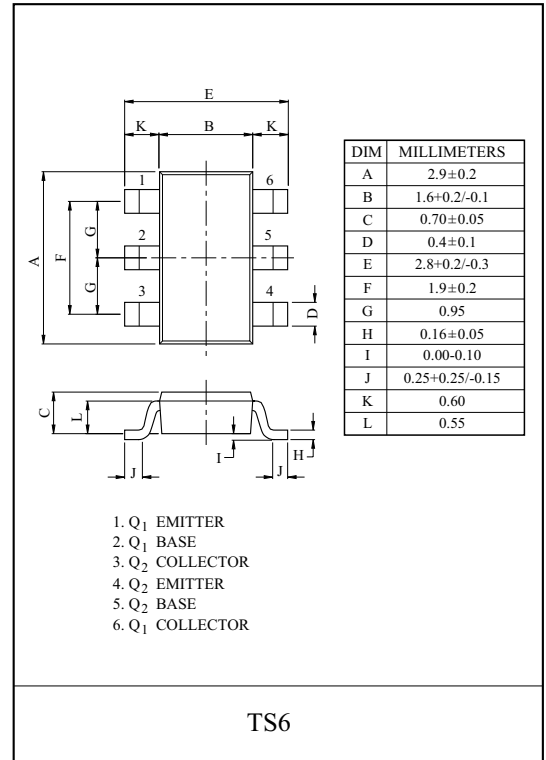 E
K B K
1 6
2 5
3 4
A
F
G
G
D
C
L
I
H
J
J
DIM MILLIMETERS
A 2.9±0.2
B 1.6+0.2/-0.1
C 0.70±0.05
D 0.4±0.1
E 2.8+0.2/-0.3
F 1.9±0.2
G 0.95
H 0.16±0.05
I 0.00-0.10
J 0.25+0.25/-0.15
K 0.60
L 0.55
1. Q1 EMITTER
2. Q1 BASE
3. Q2 COLLECTOR
4. Q2 EMITTER
5. Q2 BASE
6. Q1 COLLECTOR
TS6